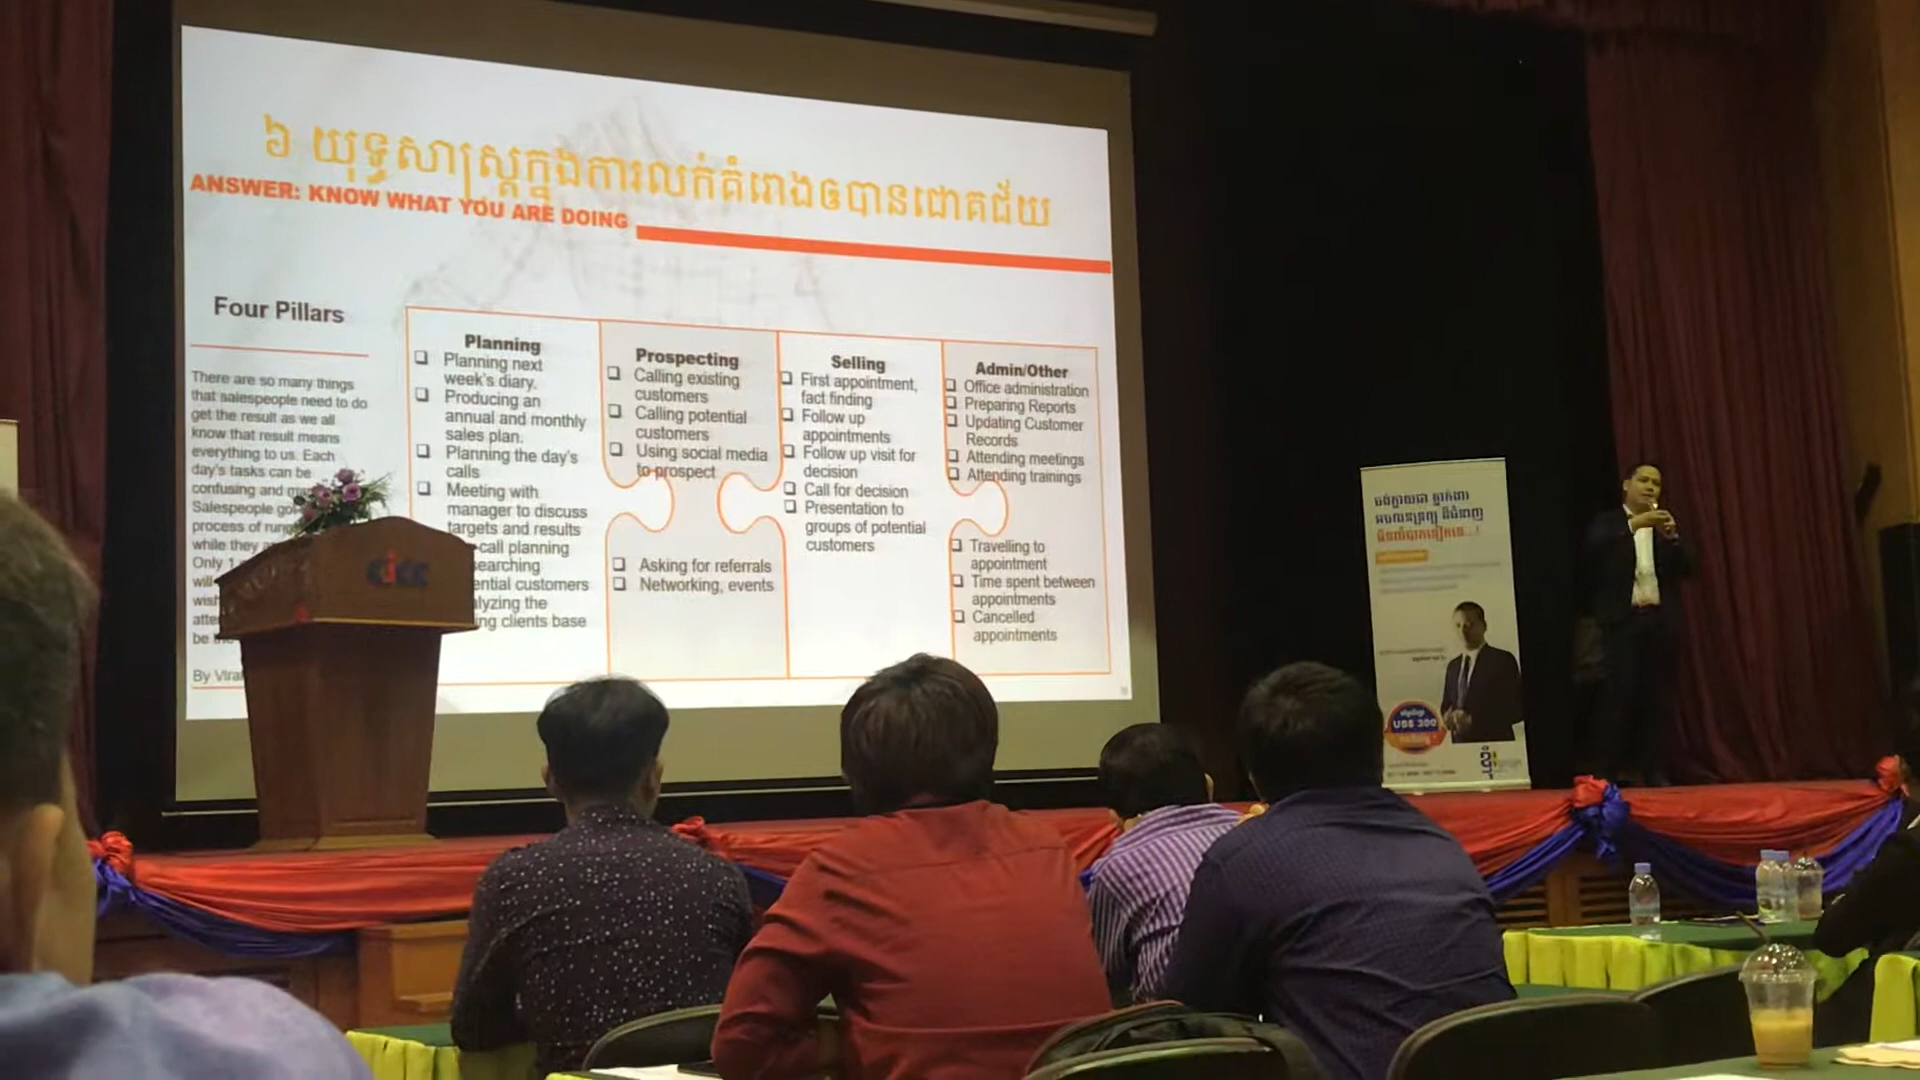 ៦ យុទ្ធសាស្ត្រក្នុងការលក់គំរោងឲបានជោគជ័យ
ANSWER: KNOW WHAT YOU ARE DOING
Four Pillars
There are so many things
that salespeople need to do
get the result as we all
know that result means
everything to us. Each
day's tasks can be
confusing and
Salespeople
process of
while they
Only
be
By
Planning
❑ Planning next
week's diary.
❑ Producing an
annual and monthly
sales plan.
❑ Planning the day's
calls
❑ Meeting with
manager to discuss
targets and results
call planning
customers
the
clients base
Prospecting
❑ Calling existing
customers
❑ Calling potential
customers
❑ Using social media
to prospect
❑ Asking for referrals
❑ Networking, events
Selling
❑ First appointment,
fact finding
❑ Follow up
appointments
❑ Follow up visit for
decision
❑ Call for decision
❑ Presentation to
groups of potential
customers
Admin/Other
❑ Office administration
❑ Preparing Reports
❑ Updating Customer
Records
❑ Attending meetings
❑ Attending trainings
❑ Travelling to
appointment
❑ Time spent between
appointments
❑ Cancelled
appointments
cjcc
US$ 300